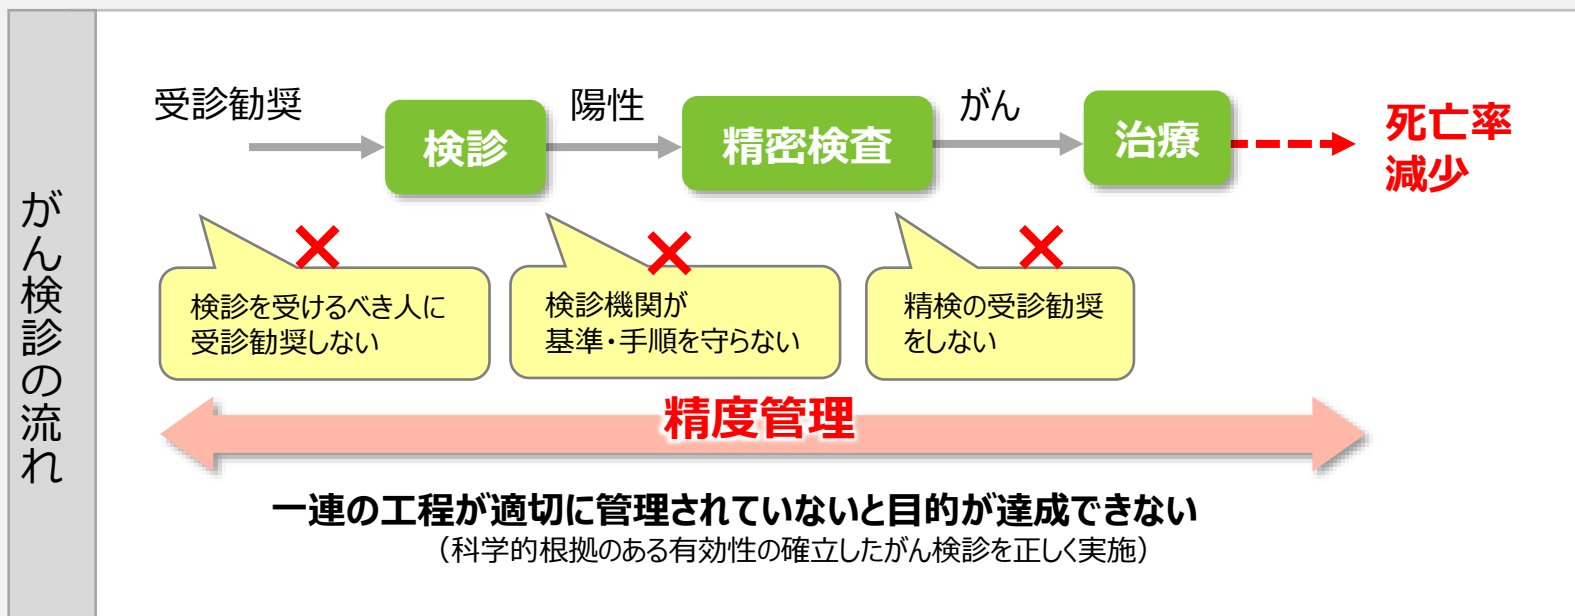 がん検診の流れ
受診勧奨
検診
陽性
精密検査
がん
治療
死亡率
減少
検診を受けるべき人に
受診勧奨しない
検診機関が
基準・手順を守らない
精検の受診勧奨
をしない
精度管理
一連の工程が適切に管理されていないと目的が達成できない
（科学的根拠のある有効性の確立したがん検診を正しく実施）